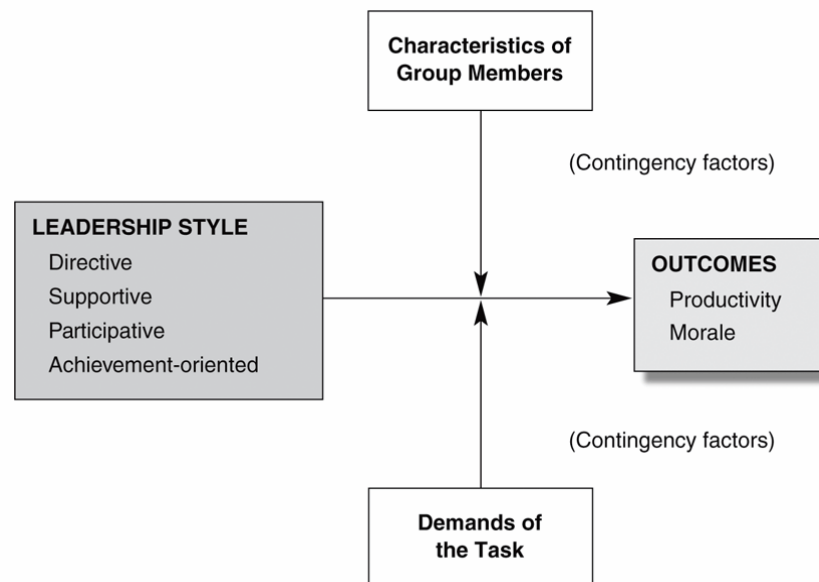 Characteristics of
Group Members
(Contingency factors)
LEADERSHIP STYLE
Directive
Supportive
Participative
Achievement-oriented
OUTCOMES
Productivity
Morale
(Contingency factors)
Demands of
the Task